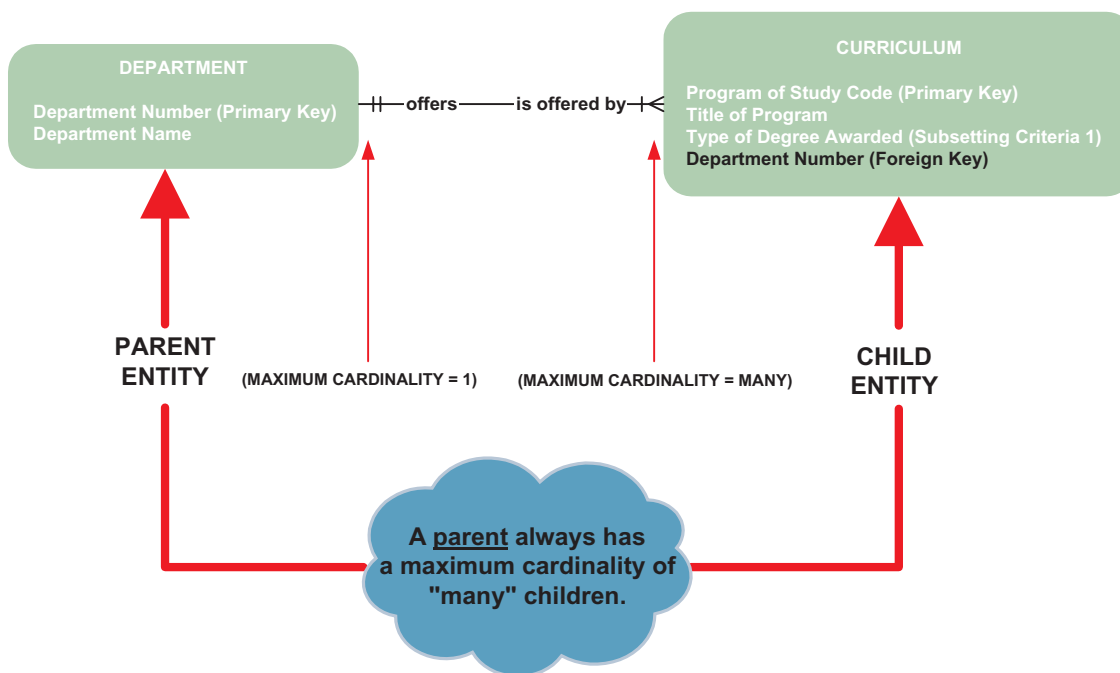 DEPARTMENT
Department Number (Primary Key)
Department Name
offers
is offered by
CURRICULUM
Program of Study Code (Primary Key)
Title of Program
Type of Degree Awarded (Subsetting Criteria 1)
Department Number (Foreign Key)
PARENT
ENTITY
(MAXIMUM CARDINALITY = 1)
(MAXIMUM CARDINALITY = MANY)
CHILD
ENTITY
A parent always has
a maximum cardinality of
"many" children.